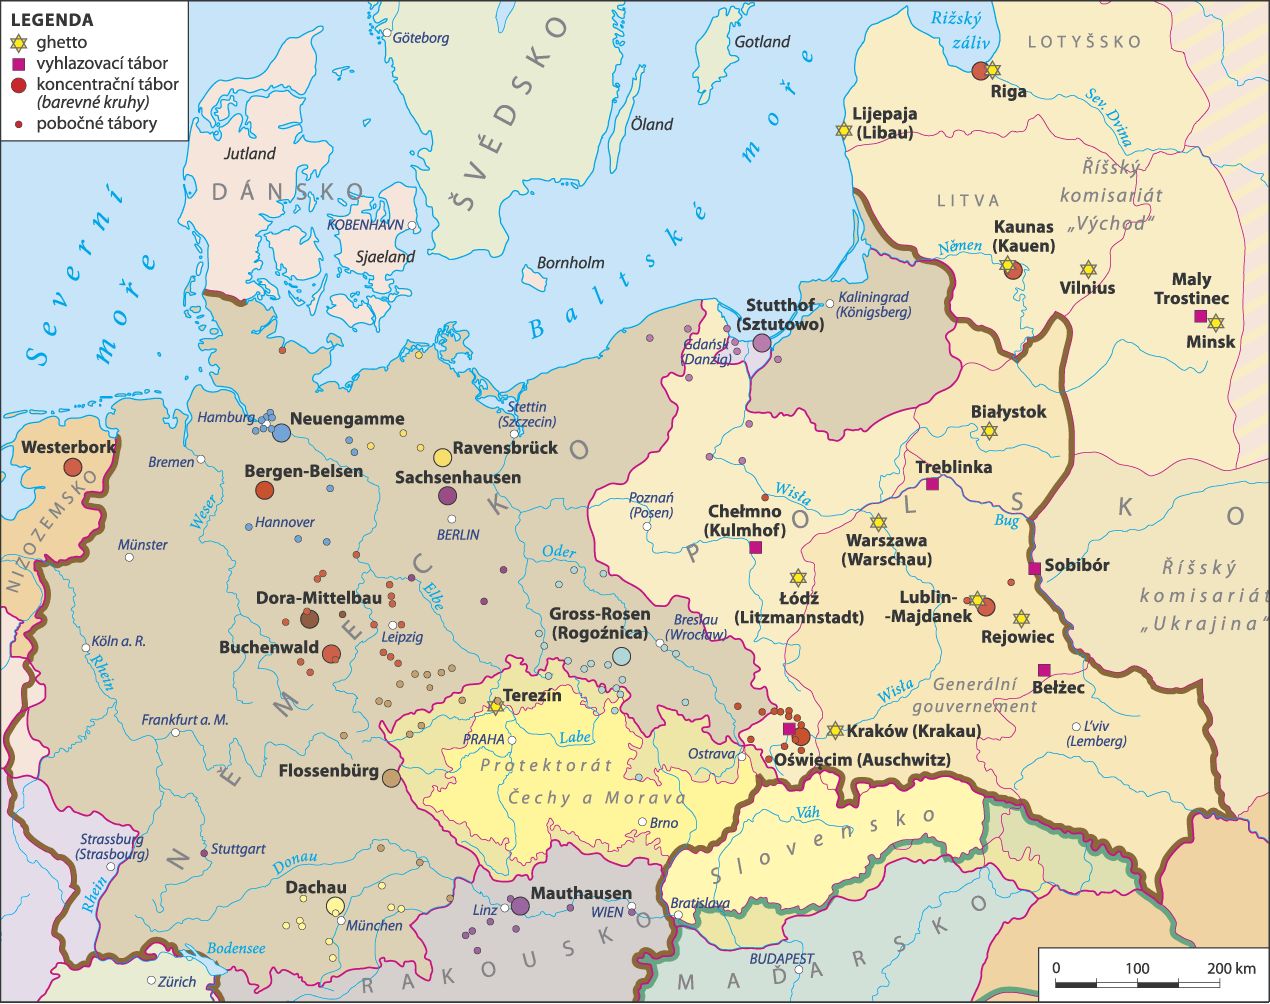 LEGENDA
ghetto
vyhlazovací tábor
koncentrační tábor
(barevné kruhy)
pobočné tábory
Göteborg
ŠVÉDSKO
Gotland
Rižský
záliv
LOTYŠSKO
Riga
Sev. Dvina
Lijepaja
(Libau)
Öland
Jutland
DÁNSKO
KOBENHAVN
Sjaeland
Bornholm
Severní
moře
Baltské moře
LITVA
Říšský
komisariát
„Východ“
Kaunas
(Kauen)
Němen
Vilnius
Maly
Trostinec
Minsk
Stutthof
(Sztutowo)
Kaliningrad
(Königsberg)
Gdańsk
(Danzig)
Hamburg
Neuengamme
Stettin
(Szczecin)
Białystok
Westerbork
Bremen
Bergen-Belsen
Ravensbrück
Sachsenhausen
BERLIN
Treblinka
NIZOZEMSKO
Weser
Hannover
Poznań
(Posen)
Wisła
Chełmno
(Kulmhof)
Warszawa
(Warschau)
Bug
POLSKO
Münster
Oder
Sobibór
Říšský
komisariát
„Ukrajina“
Dora-Mittelbau
Elbe
Łódź
(Litzmannstadt)
Lublin-
-Majdanek
Rejowiec
Gross-Rosen
(Rogoźnica)
Breslau
(Wrocław)
Leipzig
Buchenwald
Köln a. R.
Rhein
NĚMECKO
Terezín
Wisła
Generální
gouvernement
Bełżec
Frankfurt a. M.
PRAHA
Labe
Kraków (Krakau)
L’viv
(Lemberg)
Ostrava
Oświęcim (Auschwitz)
Flossenbürg
Protektorát
Čechy a Morava
Brno
Váh
Slovensko
Strassburg
(Strasbourg)
Stuttgart
Donau
Rhein
Dachau
München
Mauthausen
Linz
WIEN
Bratislava
Bodensee
Zürich
RAKOUSKO
BUDAPEST
MAĎARSKO
0 100 200 km